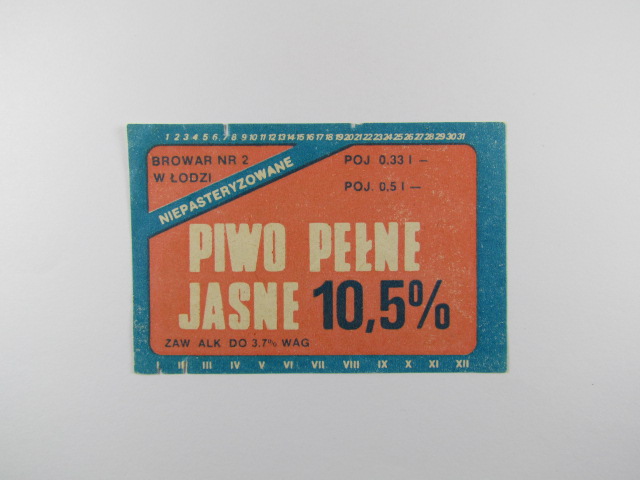 1 2 3 4 5 6 7 8 9 10 11 12 13 14 15 16 17 18 19 20 21 22 23 24 25 26 27 28 29 30 31
BROWAR NR 2
W ŁODZI
NIEPASTERYZOWANE
POJ 0,33 l —
POJ. 0,5 l —
PIWO PEŁNE
JASNE 10,5%
ZAW ALK DO 3,7% WAG
I II III IV V VI VII VIII IX X XI XII